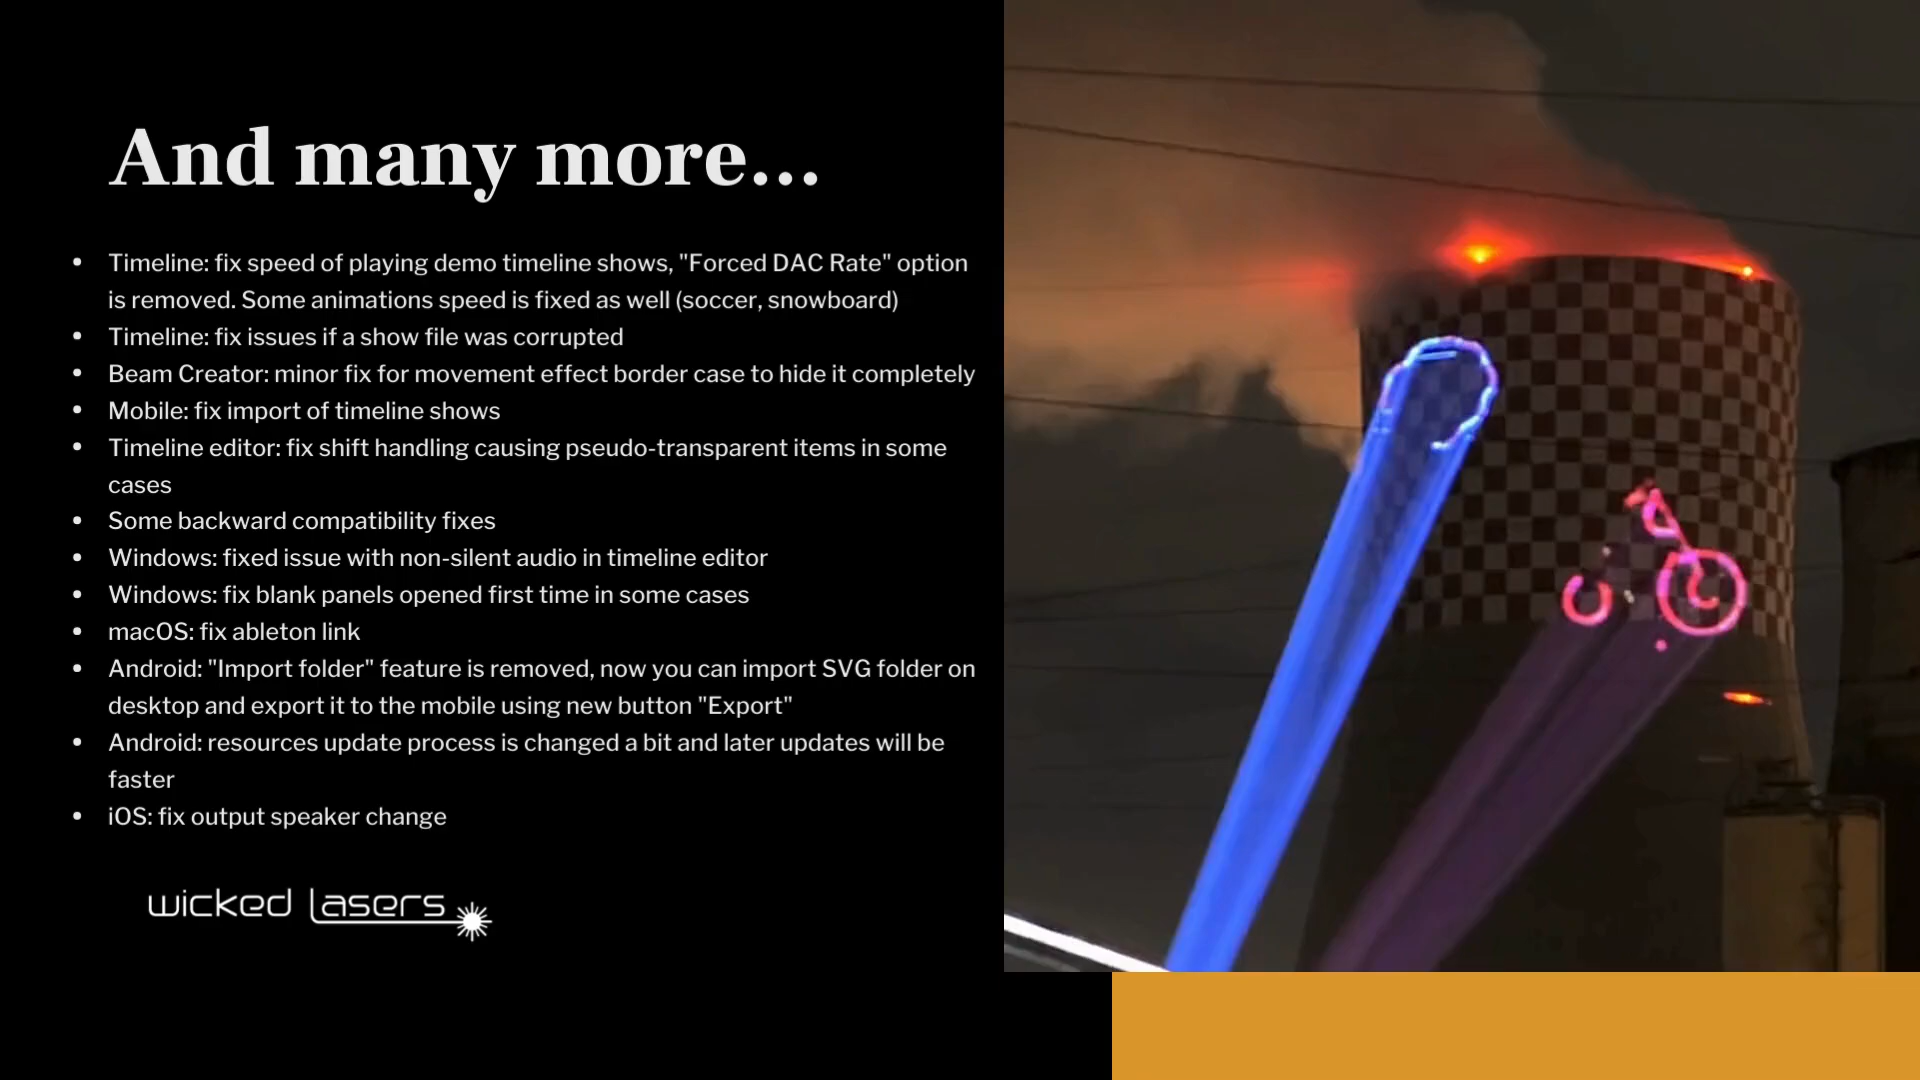 And many more...
• Timeline: fix speed of playing demo timeline shows, "Forced DAC Rate" option
is removed. Some animations speed is fixed as well (soccer, snowboard)
• Timeline: fix issues if a show file was corrupted
• Beam Creator: minor fix for movement effect border case to hide it completely
• Mobile: fix import of timeline shows
• Timeline editor: fix shift handling causing pseudo-transparent items in some
cases
• Some backward compatibility fixes
• Windows: fixed issue with non-silent audio in timeline editor
• Windows: fix blank panels opened first time in some cases
• macOS: fix ableton link
• Android: "Import folder" feature is removed, now you can import SVG folder on
desktop and export it to the mobile using new button "Export"
• Android: resources update process is changed a bit and later updates will be
faster
• iOS: fix output speaker change
wicked lasers